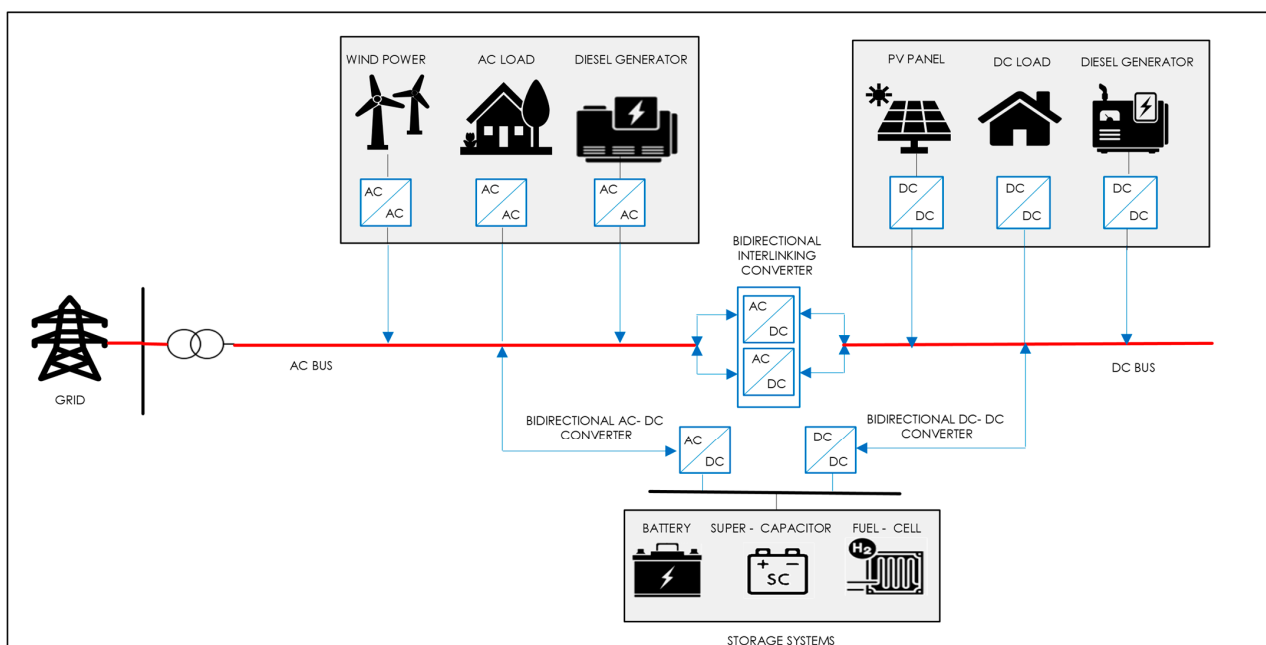 WIND POWER
AC LOAD
DIESEL GENERATOR
AC
AC
AC
AC
AC
AC
PV PANEL
DC LOAD
DIESEL GENERATOR
DC
DC
DC
DC
DC
DC
BIDIRECTIONAL
INTERLINKING
CONVERTER
AC
DC
AC
DC
GRID
AC BUS
DC BUS
BIDIRECTIONAL AC- DC
CONVERTER
AC
DC
DC
DC
BIDIRECTIONAL DC- DC
CONVERTER
BATTERY
SUPER - CAPACITOR
FUEL - CELL
+ −
SC
H2
STORAGE SYSTEMS